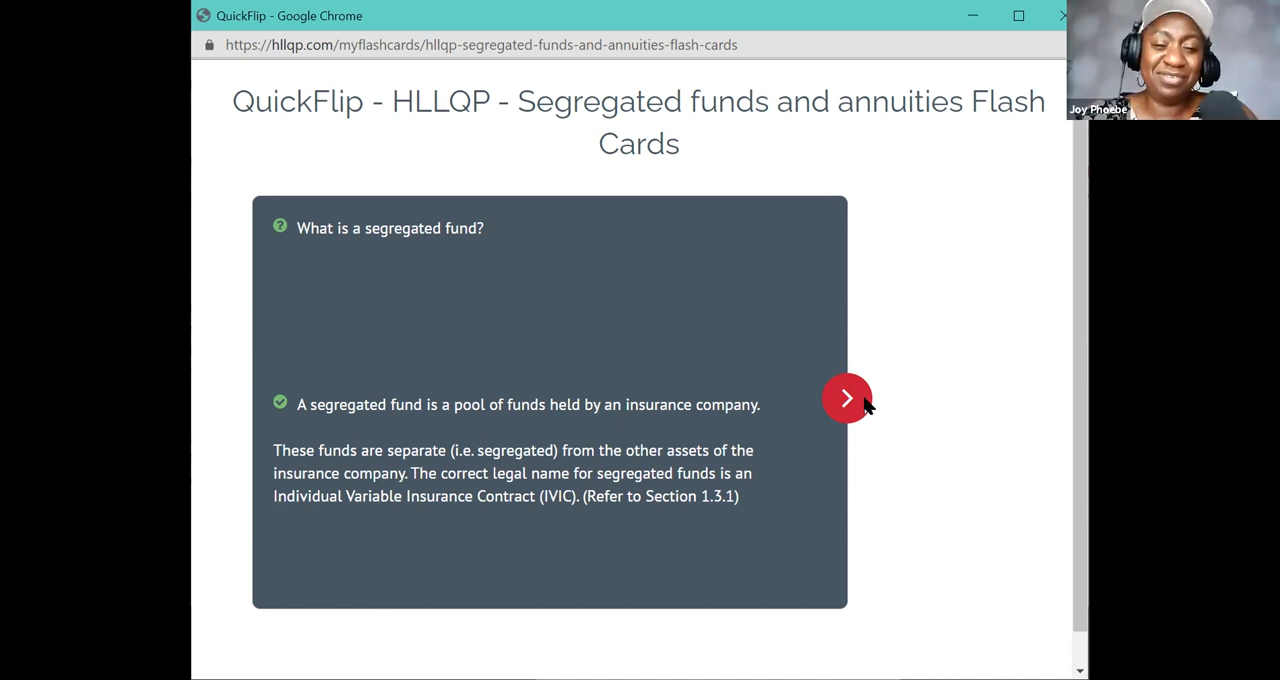 QuickFlip - Google Chrome
https://hllqp.com/myflashcards/hllqp-segregated-funds-and-annuities-flash-cards
Joy Phoebe
QuickFlip - HLLQP - Segregated funds and annuities Flash
Cards
What is a segregated fund?
A segregated fund is a pool of funds held by an insurance company.
These funds are separate (i.e. segregated) from the other assets of the
insurance company. The correct legal name for segregated funds is an
Individual Variable Insurance Contract (IVIC). (Refer to Section 1.3.1)